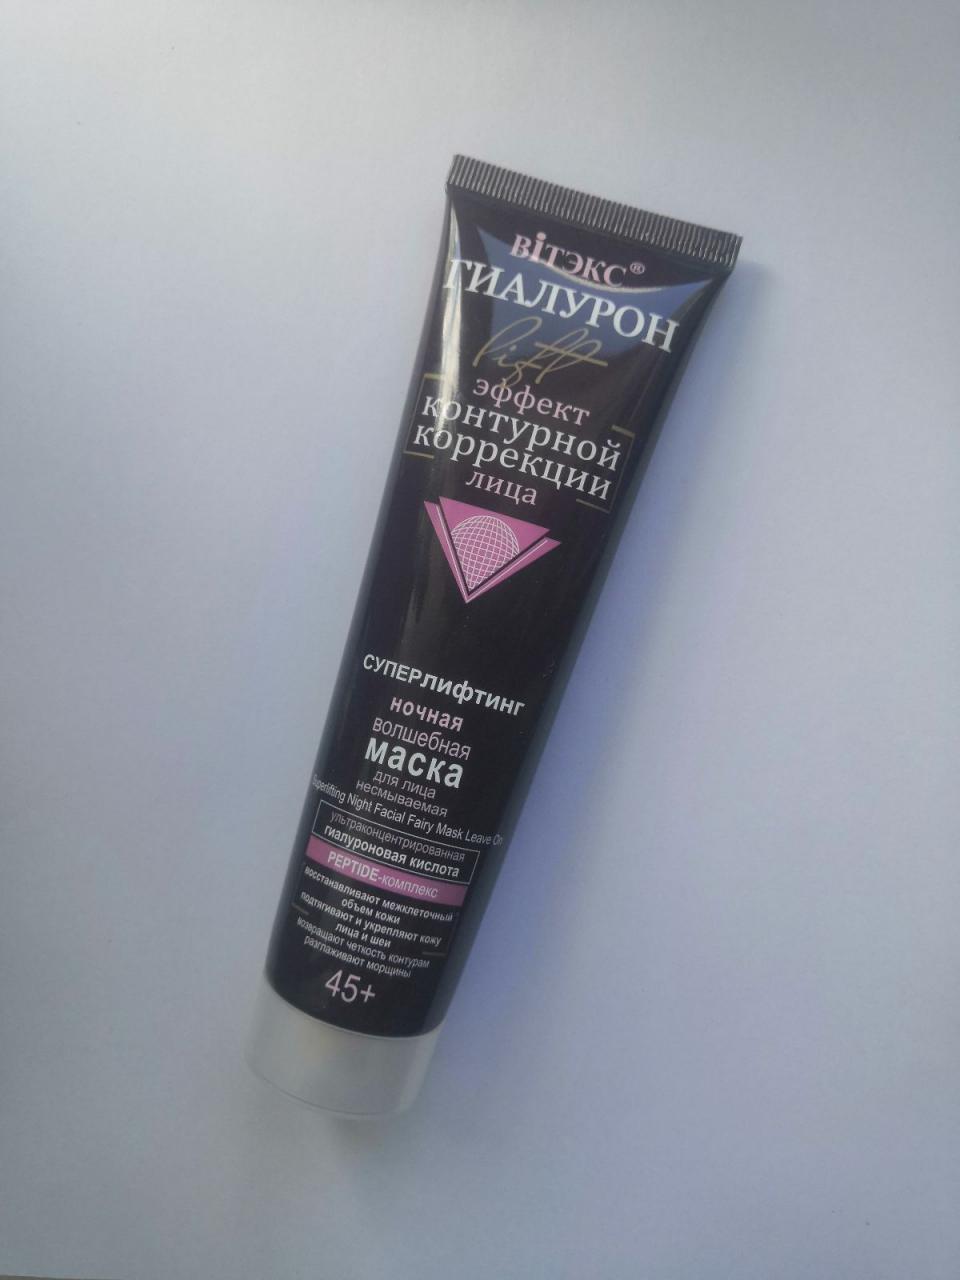 вiтэкс®
ГИАЛУРОН
lift
эффект
контурной
коррекции
лица
СУПЕРЛИФТИНГ
ночная
волшебная
маска
для лица
несмываемая
Superlifting Night Facial Fairy Mask Leave On
ультраконцентрированная
гиалуроновая кислота
PEPTIDE-комплекс
восстанавливают межклеточный
объем кожи
подтягивают и укрепляют кожу
лица и шеи
возвращают четкость контурам
разглаживают морщины
45+